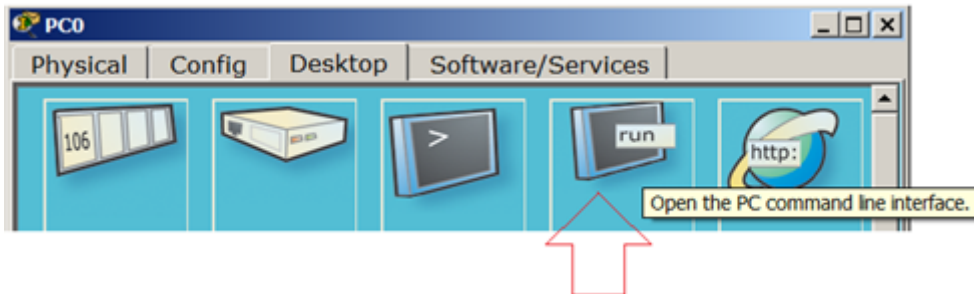 PC0
Physical Config Desktop Software/Services
106
>
run
http:
Open the PC command line interface.